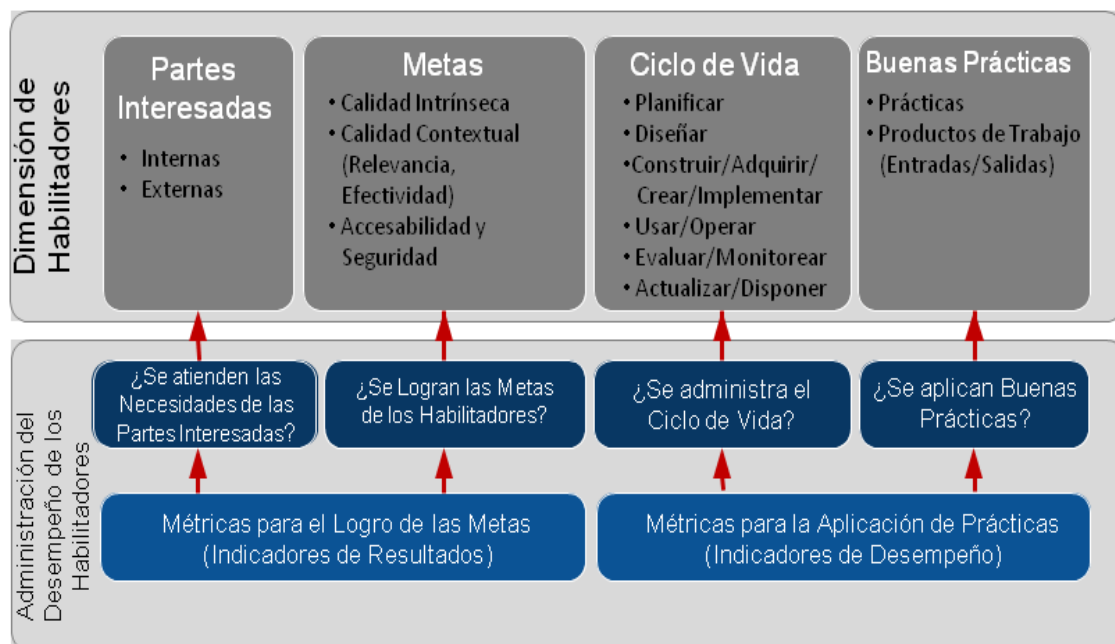 Dimensión de
Habilitadores
Partes
Interesadas
• Internas
• Externas
Metas
• Calidad Intrínseca
• Calidad Contextual
(Relevancia,
Efectividad)
• Accesabilidad y
Seguridad
Ciclo de Vida
• Planificar
• Diseñar
• Construir/Adquirir/
Crear/Implementar
• Usar/Operar
• Evaluar/Monitorear
• Actualizar/Disponer
Buenas Prácticas
• Prácticas
• Productos de Trabajo
(Entradas/Salidas)
Administración del
Desempeño de los
Habilitadores
¿Se atienden las
Necesidades de las
Partes Interesadas?
¿Se Logran las Metas
de los Habilitadores?
¿Se administra el
Ciclo de Vida?
¿Se aplican Buenas
Prácticas?
Métricas para el Logro de las Metas
(Indicadores de Resultados)
Métricas para la Aplicación de Prácticas
(Indicadores de Desempeño)